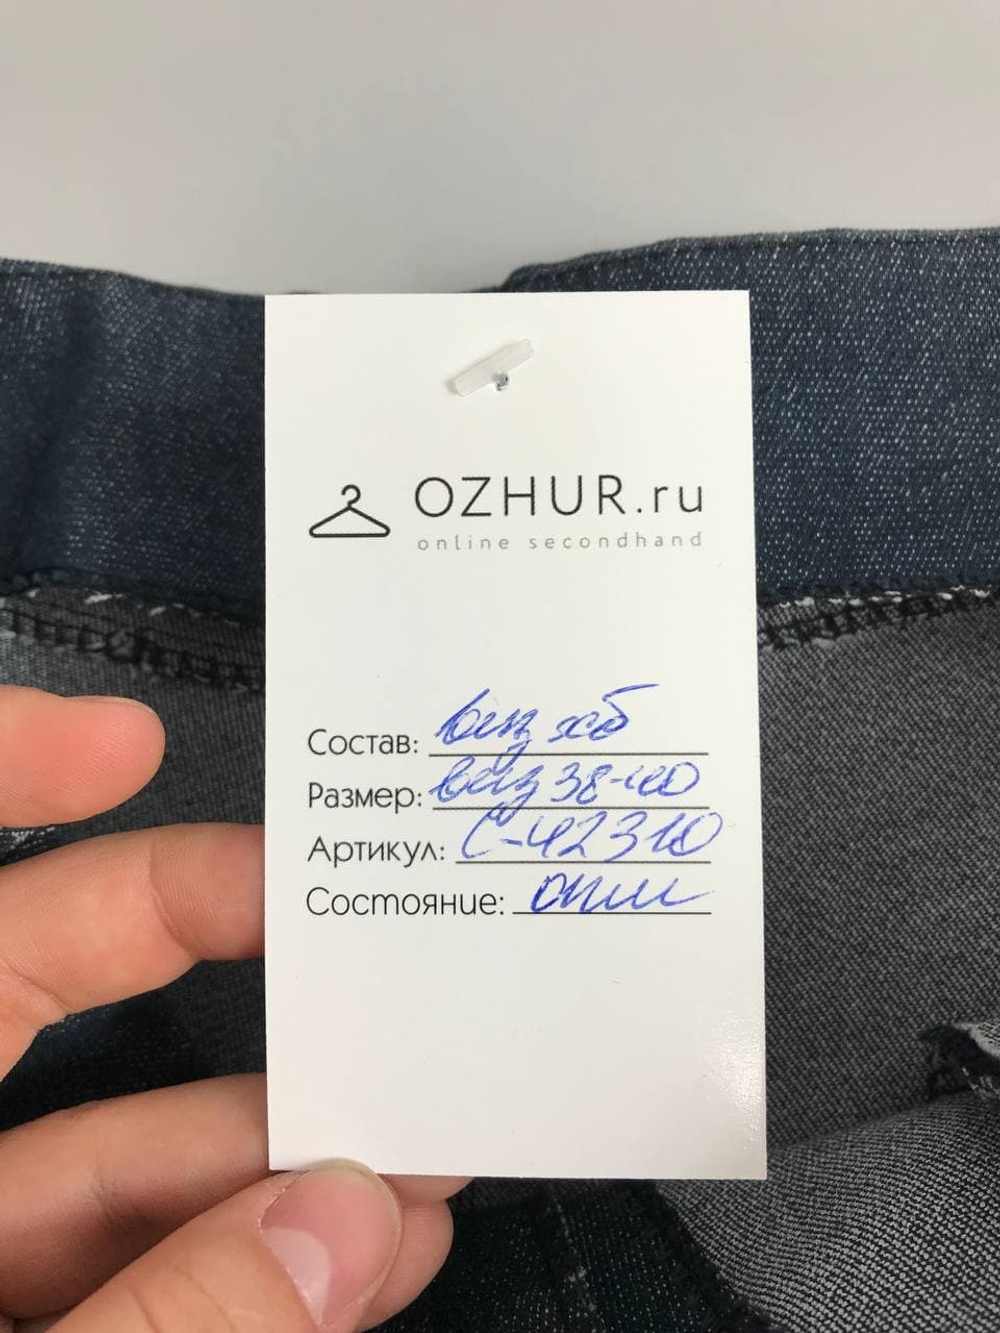 OZHUR.ru
online secondhand
Состав: виз хб
Размер: виз 38-40
Артикул: С-42310
Состояние: отл